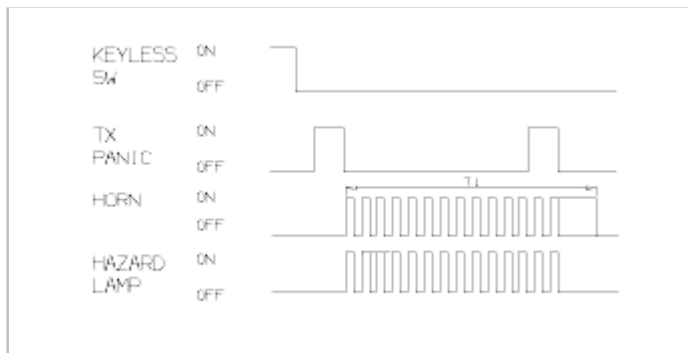 KEYLESS ON
SW OFF
TX ON
PANIC OFF
T1
HORN ON
OFF
HAZARD ON
LAMP OFF